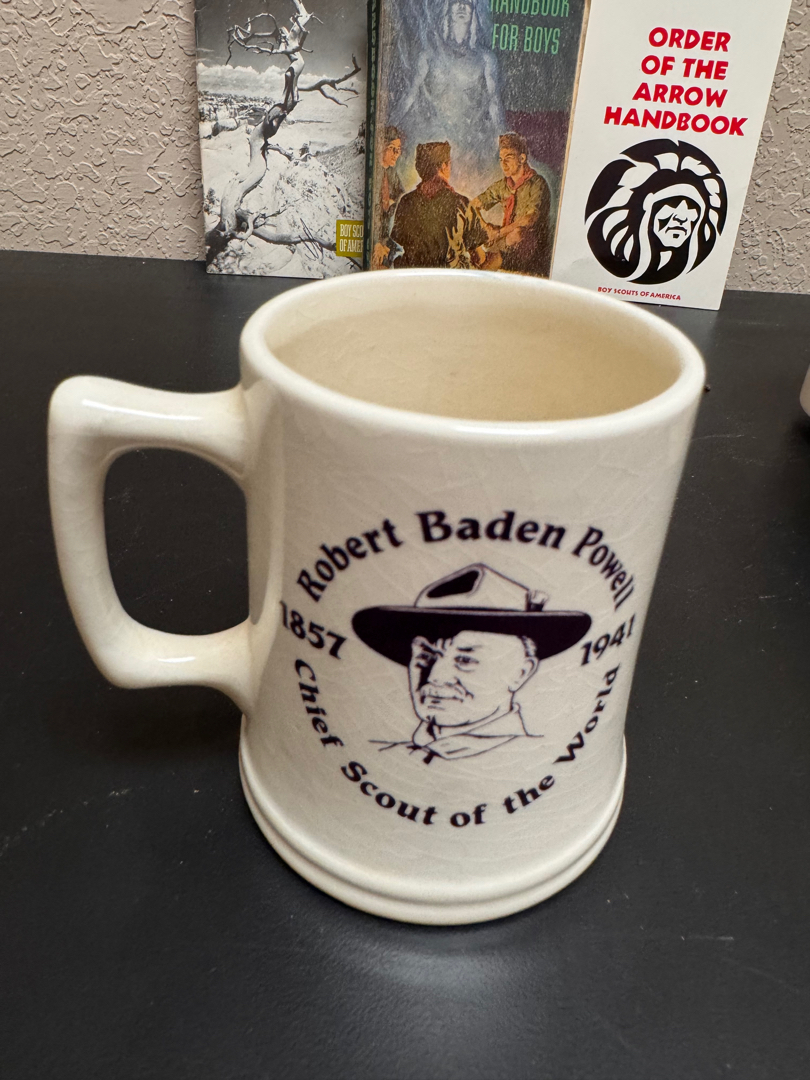 HANDBOOK
FOR BOYS
ORDER
OF THE
ARROW
HANDBOOK
BOY SCOUTS OF AMERICA
Robert Baden Powell
1857
1941
Chief Scout of the World